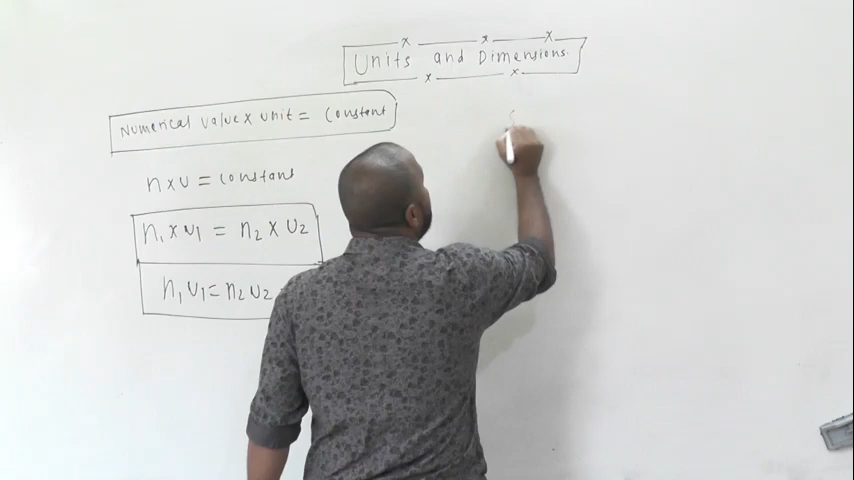 Units and Dimensions.
Numerical value x unit = constant
n x u = constant
n₁ x u₁ = n₂ x u₂
n₁ u₁ = n₂ u₂